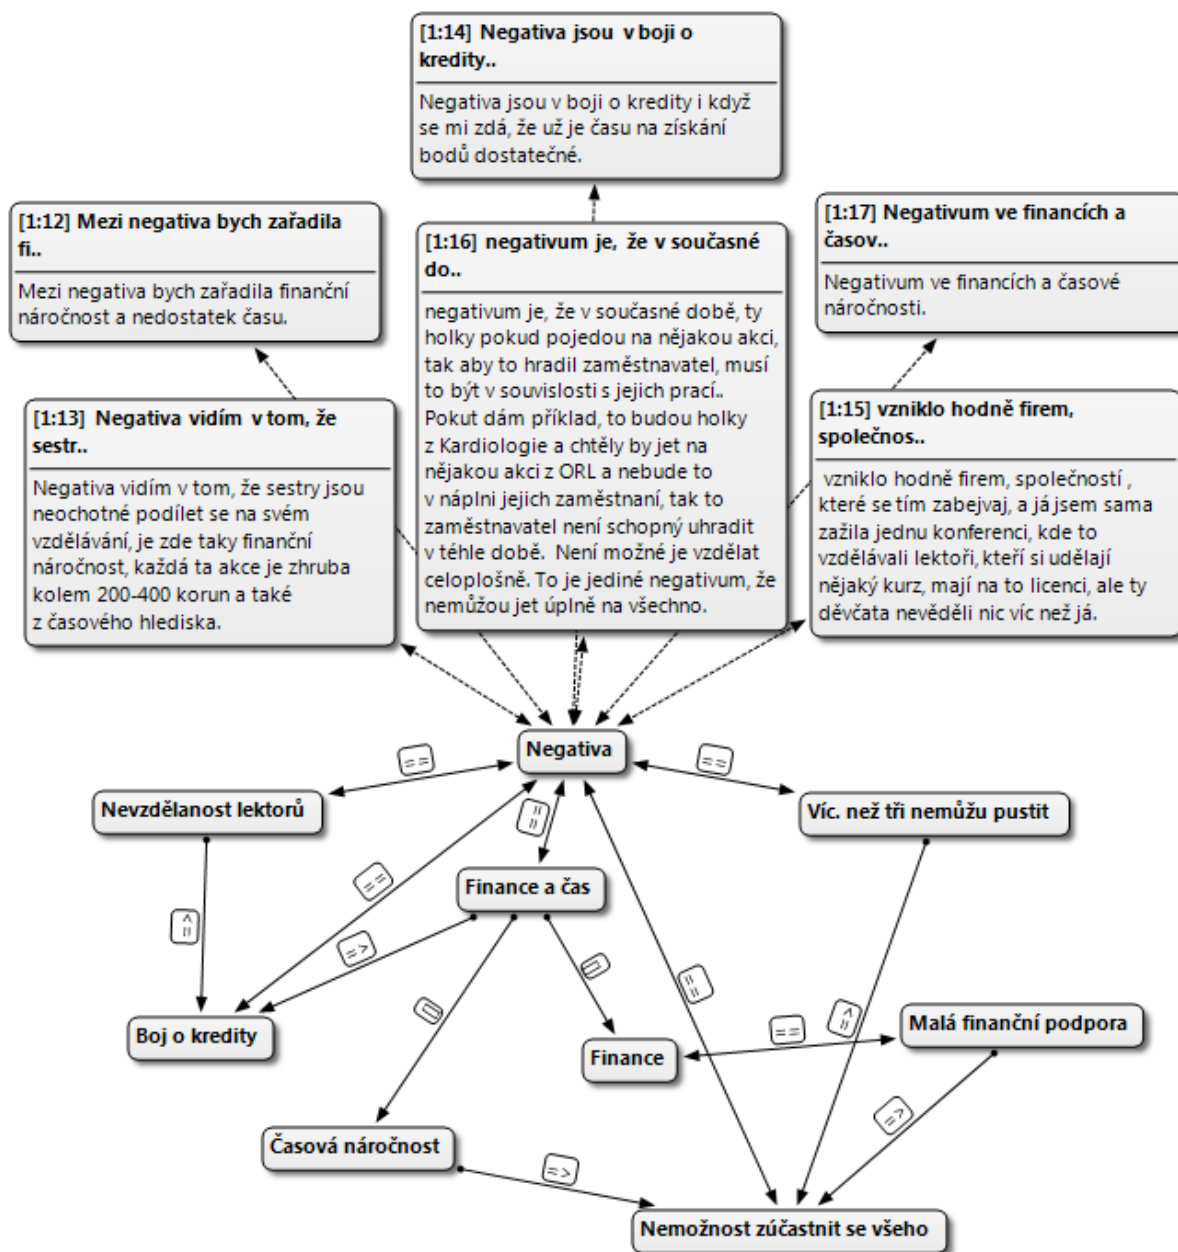 [1:14] Negativa jsou v boji o
kredity..
Negativa jsou v boji o kredity i když
se mi zdá, že už je času na získání
bodů dostatečné.
[1:12] Mezi negativa bych zařadila
fi..
Mezi negativa bych zařadila finanční
náročnost a nedostatek času.
[1:16] negativum je, že v současné
do..
negativum je, že v současné době, ty
holky pokud pojedou na nějakou akci,
tak aby to hradil zaměstnavatel, musí
to být v souvislosti s jejich prací..
Pokut dám příklad, to budou holky
z Kardiologie a chtěly by jet na
nějakou akci z ORL a nebude to
v náplni jejich zaměstnaní, tak to
zaměstnavatel není schopný uhradit
v téhle době. Není možné je vzdělat
celoplošně. To je jediné negativum, že
nemůžou jet úplně na všechno.
[1:17] Negativum ve financích a
časov..
Negativum ve financích a časové
náročnosti.
[1:13] Negativa vidím v tom, že
sestr..
Negativa vidím v tom, že sestry jsou
neochotné podílet se na svém
vzdělávání, je zde taky finanční
náročnost, každá ta akce je zhruba
kolem 200-400 korun a také
z časového hlediska.
[1:15] vzniklo hodně firem,
společnos..
vzniklo hodně firem, společností ,
které se tím zabejvaj, a já jsem sama
zažila jednu konferenci, kde to
vzdělávali lektoři, kteří si udělají
nějaký kurz, mají na to licenci, ale ty
děvčata nevěděli nic víc než já.
Negativa
==
==
==
Nevzdělanost lektorů
Víc. než tři nemůžu pustit
==
Finance a čas
=>
=>
[]
==
[]
=>
Boj o kredity
Finance
==
Malá finanční podpora
=>
Časová náročnost
=>
Nemožnost zúčastnit se všeho